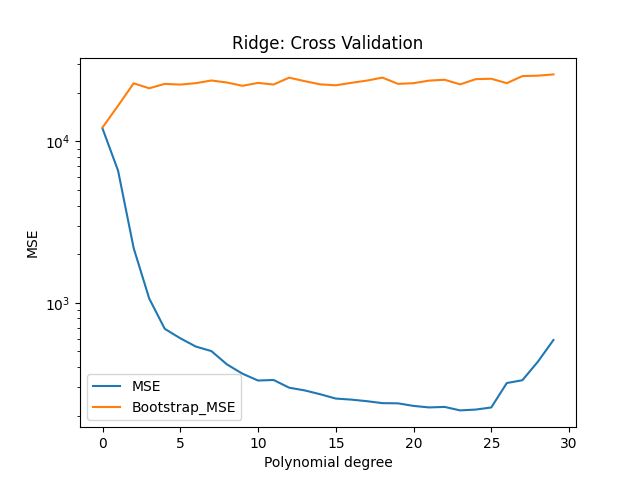 Ridge: Cross Validation
10^4
10^3
MSE
MSE
Bootstrap_MSE
0 5 10 15 20 25 30
Polynomial degree